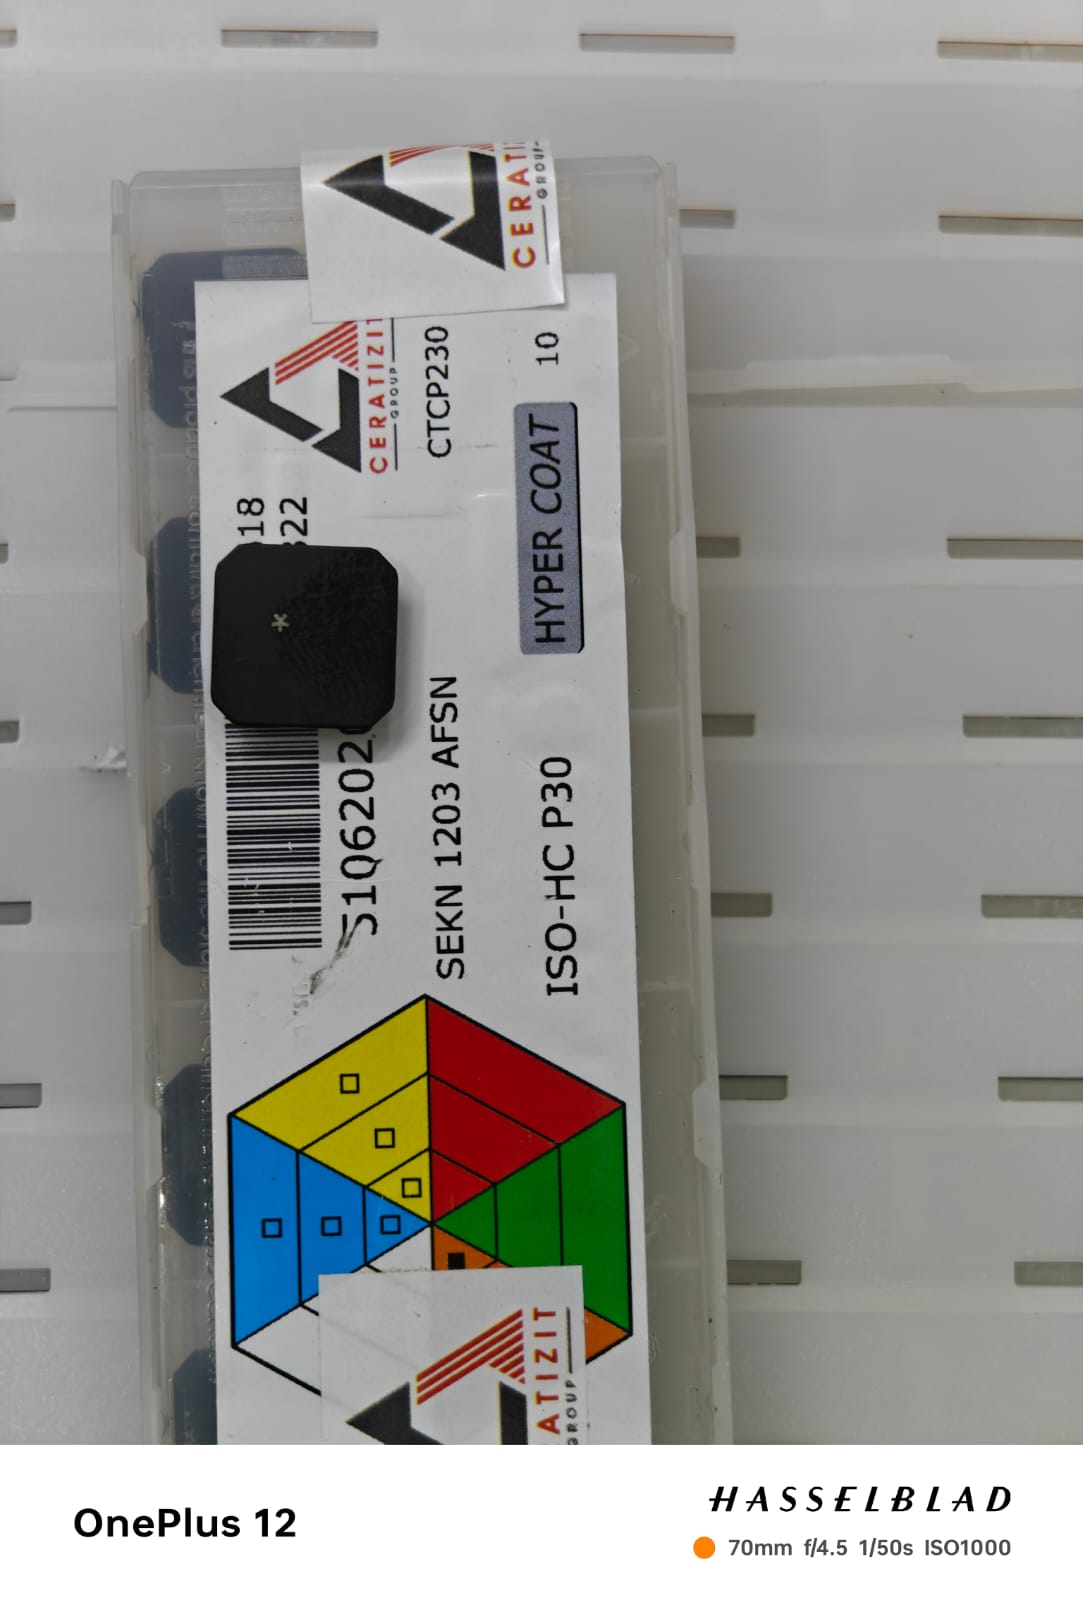 CERATIZIT
GROUP
CERATIZIT
GROUP
CTCP230
10
HYPER COAT
18
22
SEKN 1203 AFSN
ISO-HC P30
ATIZIT
GROUP
OnePlus 12
HASSELBLAD
70mm f/4.5 1/50s ISO1000